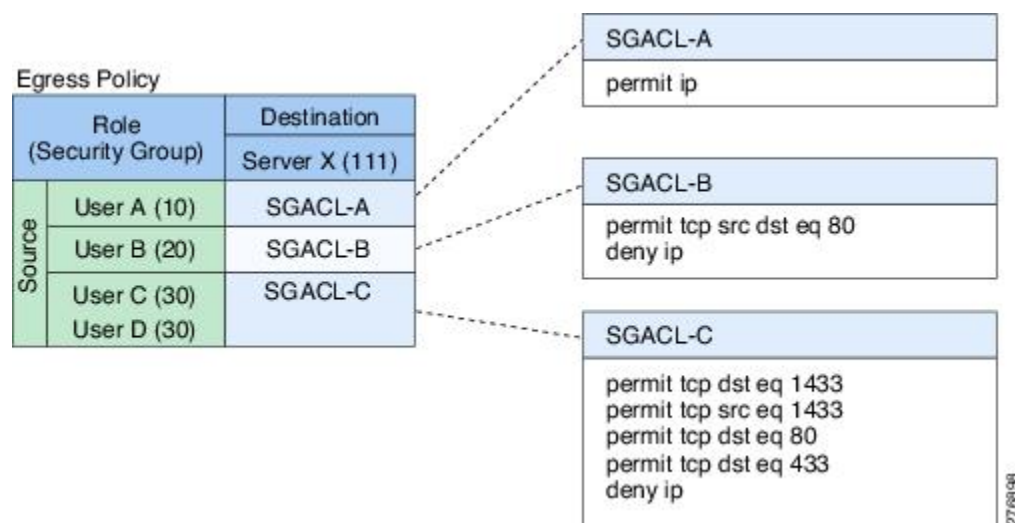 Egress Policy
Role
(Security Group)
Destination
Server X (111)
Source
User A (10)
SGACL-A
User B (20)
SGACL-B
User C (30)
User D (30)
SGACL-C
SGACL-A
permit ip
SGACL-B
permit tcp src dst eq 80
deny ip
SGACL-C
permit tcp dst eq 1433
permit tcp src eq 1433
permit tcp dst eq 80
permit tcp dst eq 433
deny ip
276898